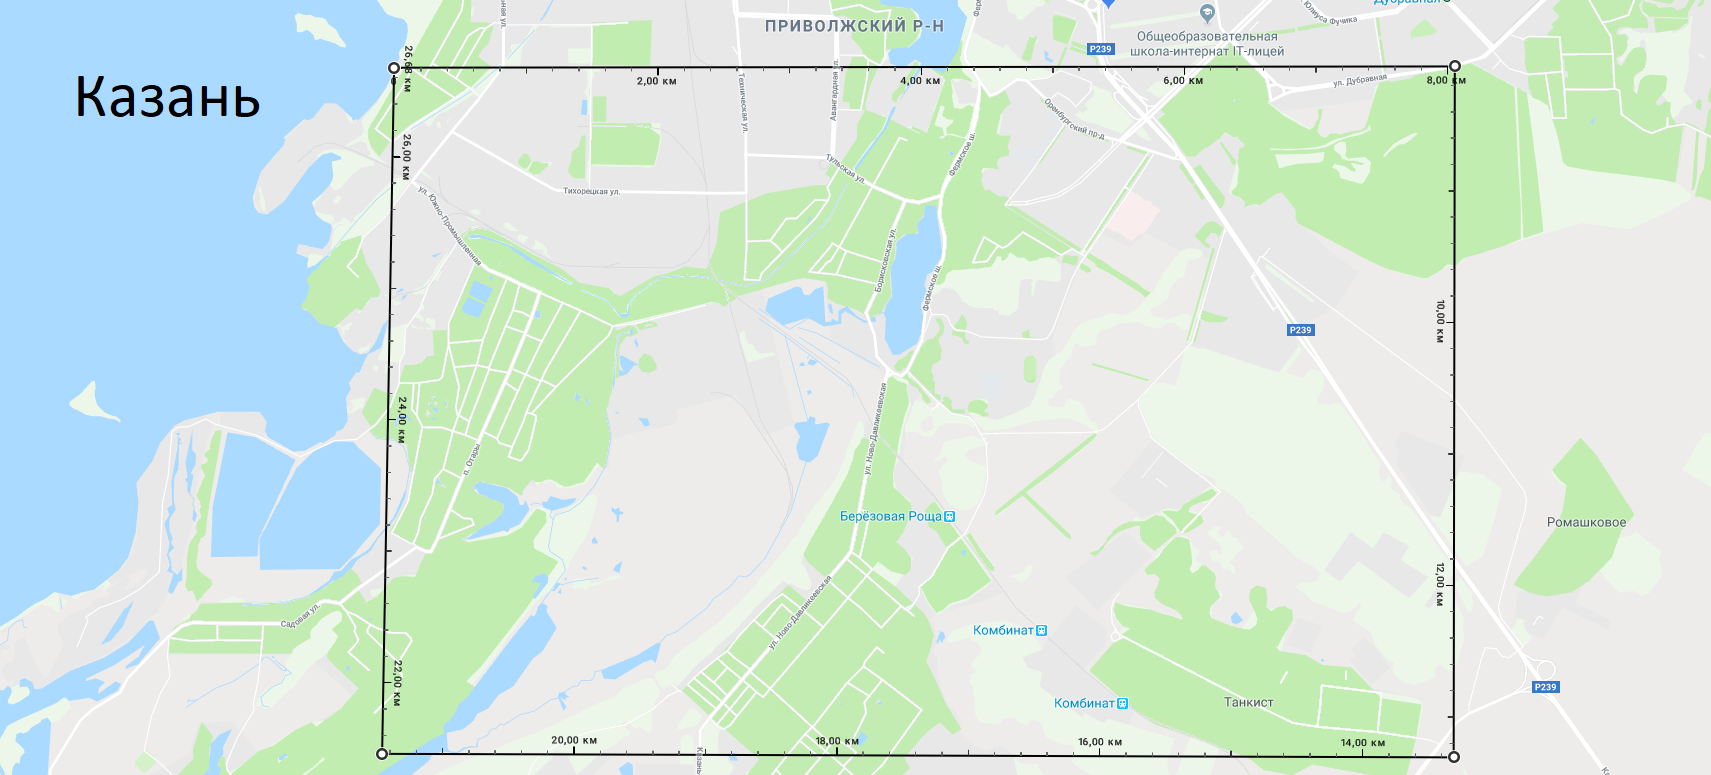 ПРИВОЛЖСКИЙ Р-Н
Дубравная
Юлиуса Фучика
Общеобразовательная
школа-интернат IT-лицей
P239
26,68 км
2,00 км
4,00 км
6,00 км
8,00 км
ул. Дубравная
Казань
Техническая ул.
Авангардная ул.
Оренбургский пр-д
26,00 км
Фермское ш.
Тульская ул.
Тихорецкая ул.
ул. Южно-Промышленная
Борисковская ул.
Фермское ш.
10,00 км
P239
24,00 км
ул. Ново-Давликеевская
п. Отары
Берёзовая Роща
Ромашковое
12,00 км
Садовая ул.
ул. Ново-Давликеевская
Комбинат
22,00 км
P239
Комбинат
Танкист
20,00 км
18,00 км
16,00 км
14,00 км